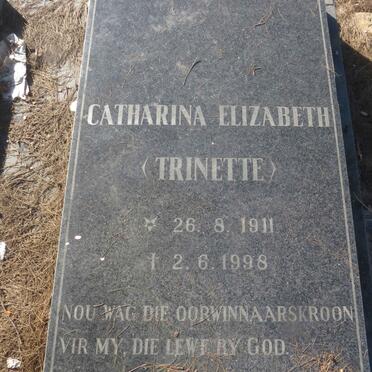 CATHARINA ELIZABETH
(TRINETTE)
* 26. 8. 1911
† 2. 6. 1998
NOU WAG DIE OORWINNAARSKROON
VIR MY, DIE LEWE BY GOD.